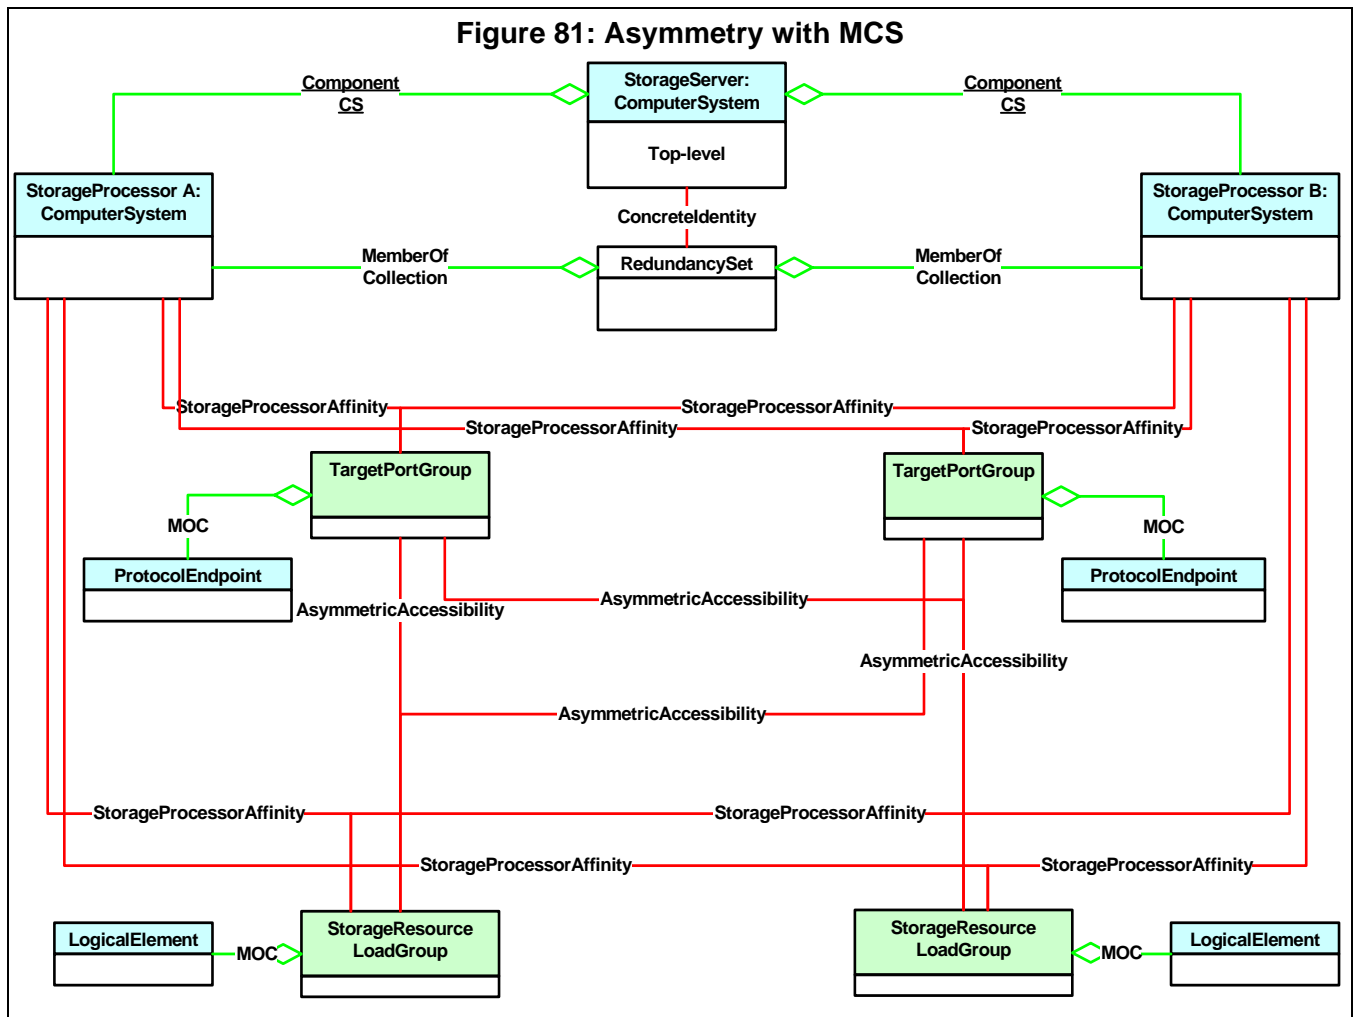 Figure 81: Asymmetry with MCS
Component
CS
StorageServer:
ComputerSystem
Top-level
Component
CS
StorageProcessor A:
ComputerSystem
StorageProcessor B:
ComputerSystem
ConcreteIdentity
MemberOf
Collection
RedundancySet
MemberOf
Collection
StorageProcessorAffinity
StorageProcessorAffinity
StorageProcessorAffinity
StorageProcessorAffinity
TargetPortGroup
TargetPortGroup
MOC
MOC
ProtocolEndpoint
ProtocolEndpoint
AsymmetricAccessibility
AsymmetricAccessibility
AsymmetricAccessibility
AsymmetricAccessibility
StorageProcessorAffinity
StorageProcessorAffinity
StorageProcessorAffinity
StorageProcessorAffinity
LogicalElement
MOC
StorageResource
LoadGroup
StorageResource
LoadGroup
MOC
LogicalElement